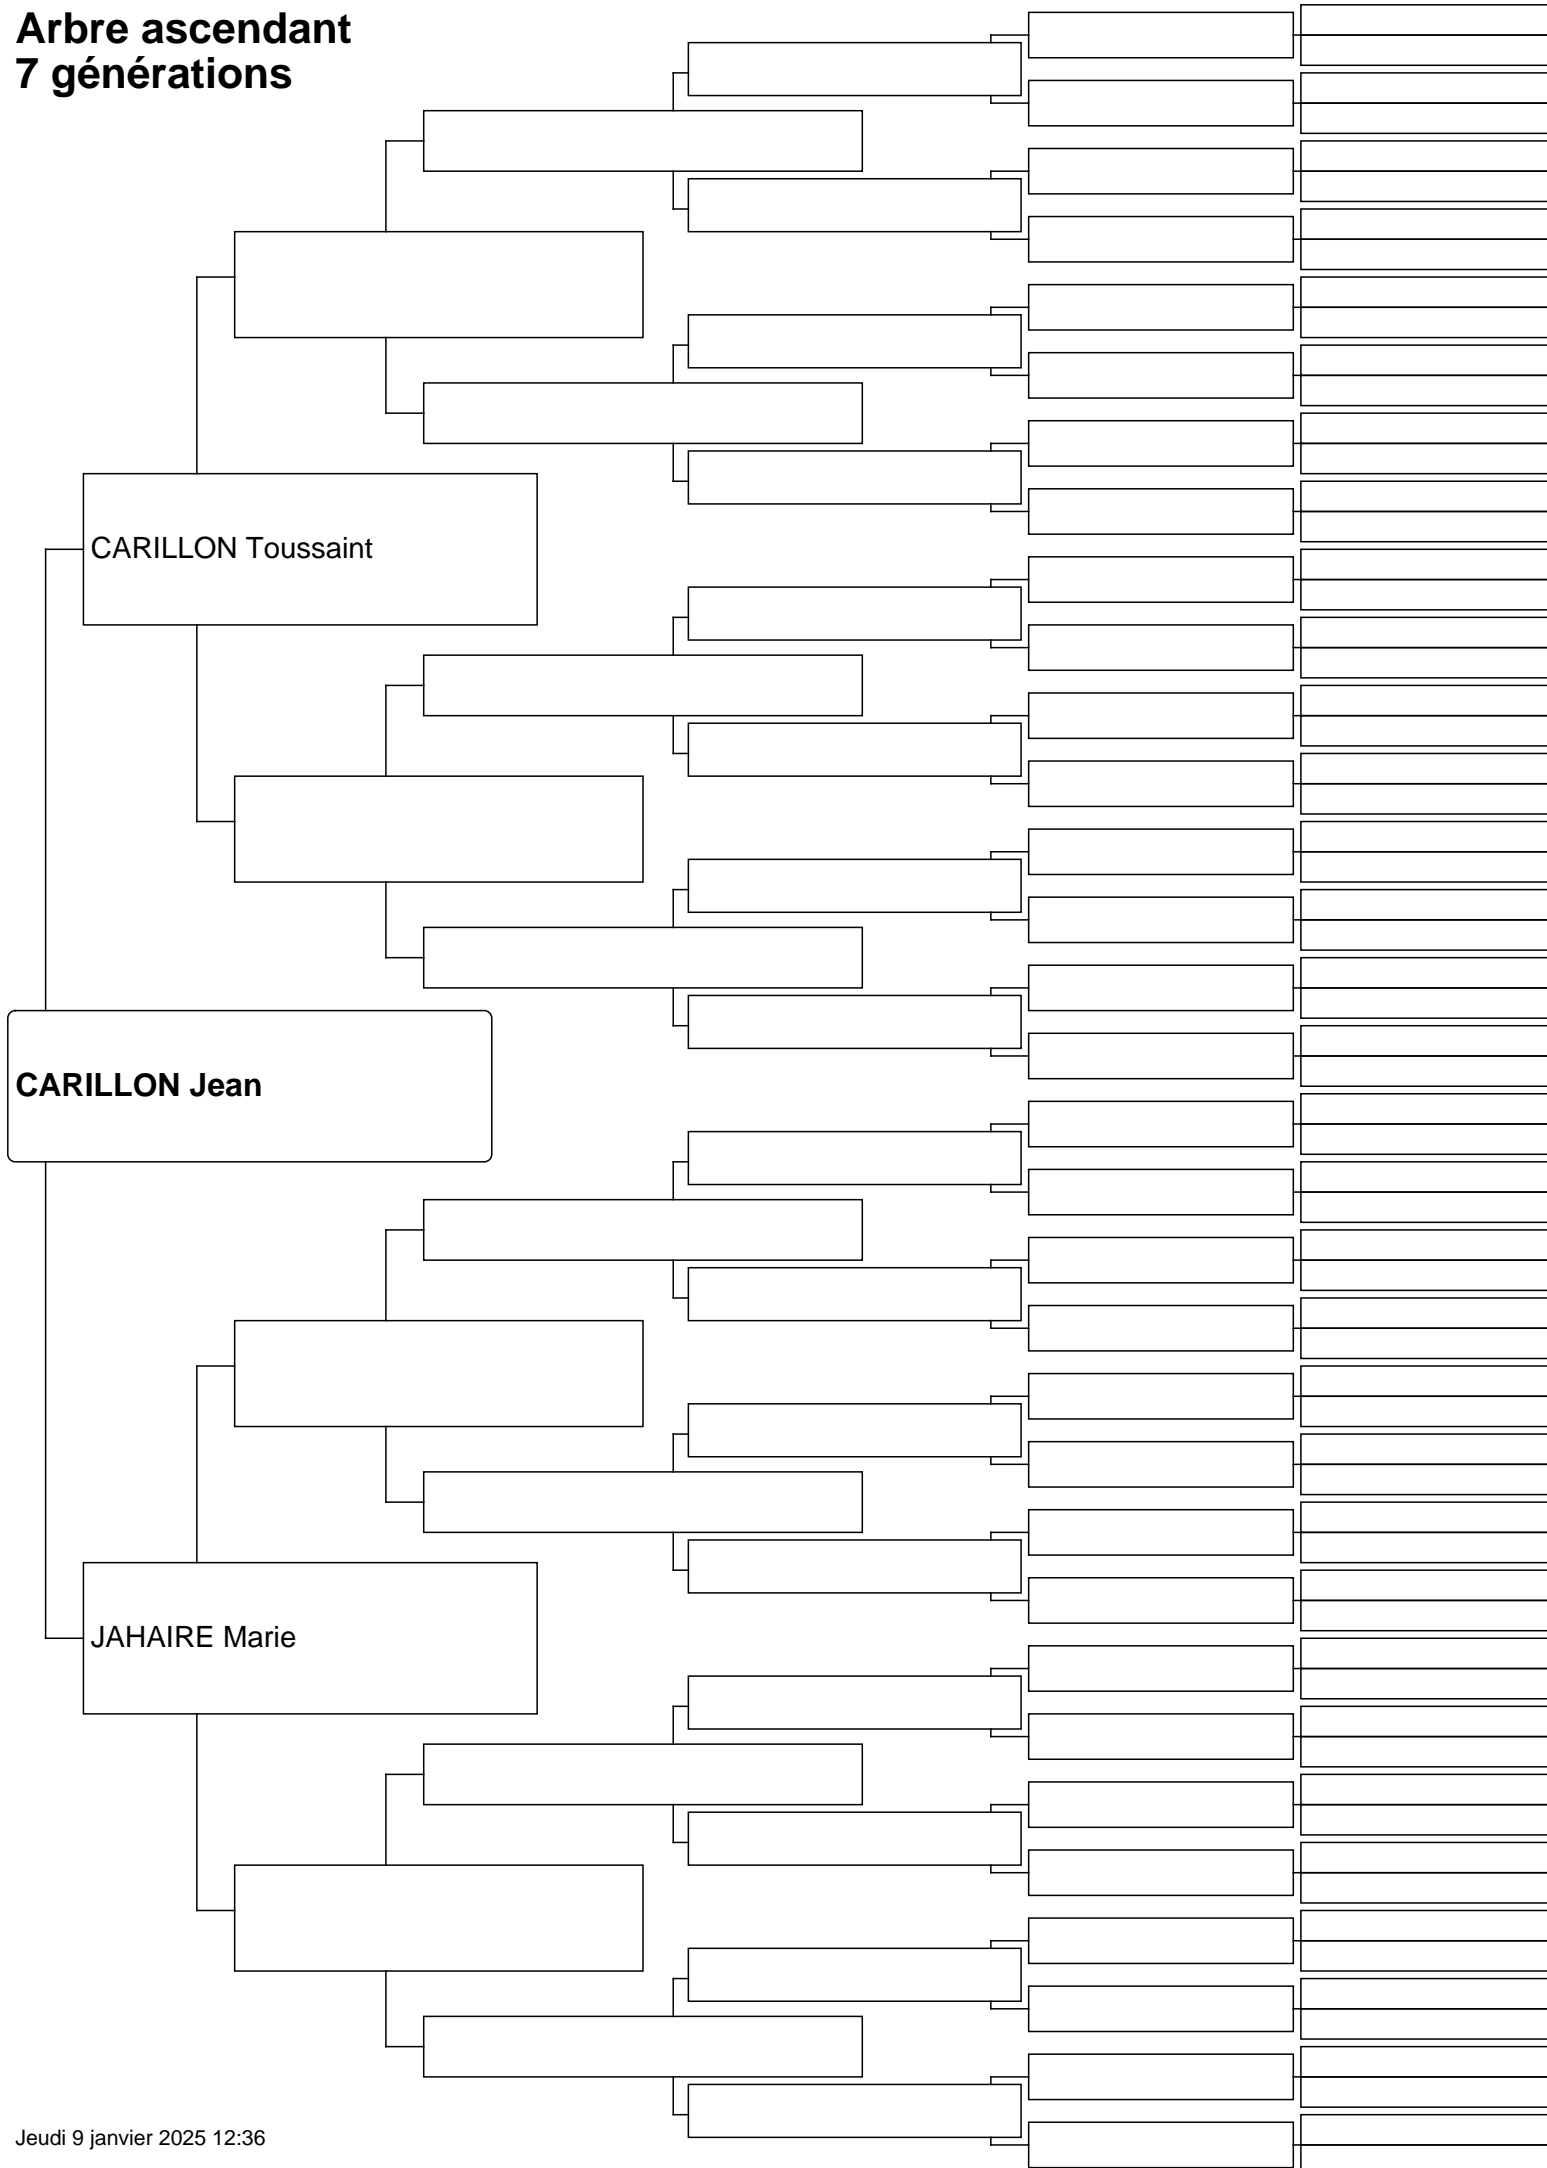 Arbre ascendant
7 générations
CARILLON Toussaint
CARILLON Jean
JAHAIRE Marie
Jeudi 9 janvier 2025 12:36